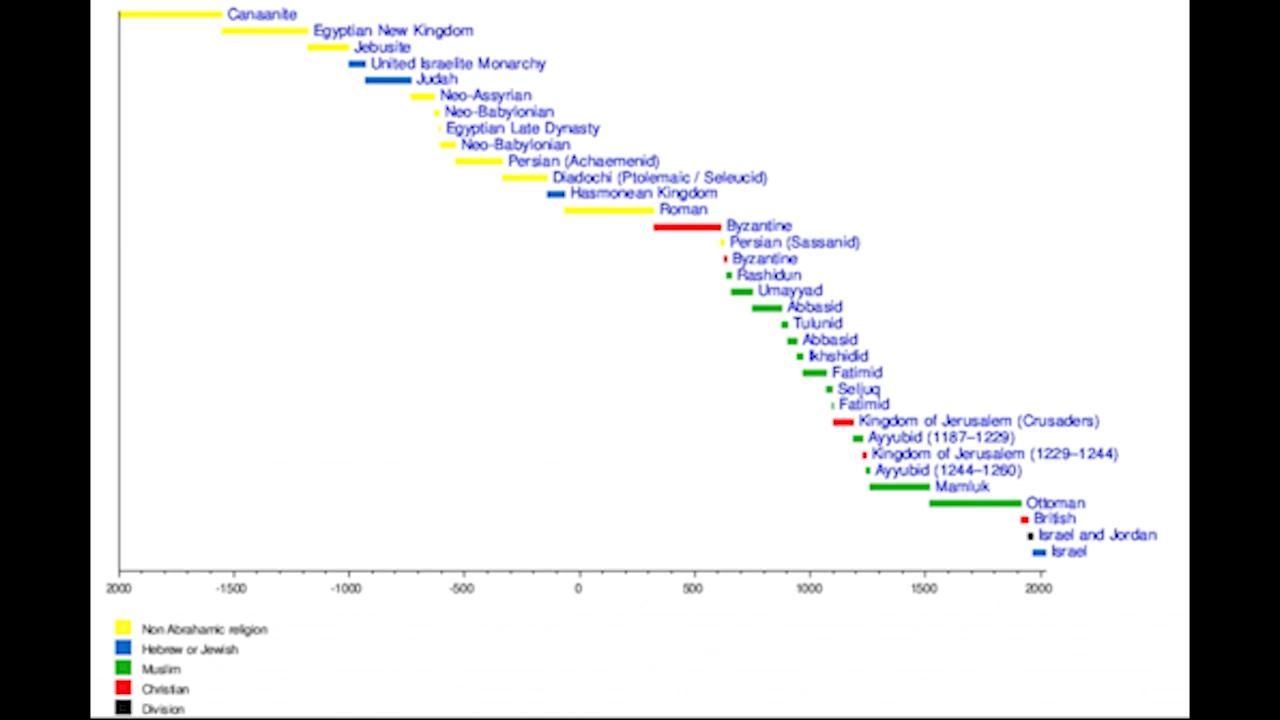 Canaanite
Egyptian New Kingdom
Jebusite
United Israelite Monarchy
Judah
Neo-Assyrian
Neo-Babylonian
Egyptian Late Dynasty
Neo-Babylonian
Persian (Achaemenid)
Diadochi (Ptolemaic / Seleucid)
Hasmonean Kingdom
Roman
Byzantine
Persian (Sassanid)
Byzantine
Rashidun
Umayyad
Abbasid
Tulunid
Abbasid
Ikhshidid
Fatimid
Seljuq
Fatimid
Kingdom of Jerusalem (Crusaders)
Ayyubid (1187–1229)
Kingdom of Jerusalem (1229–1244)
Ayyubid (1244–1260)
Mamluk
Ottoman
British
Israel and Jordan
Israel
2000 -1500 -1000 -500 0 500 1000 1500 2000
Non Abrahamic religion
Hebrew or Jewish
Muslim
Christian
Division